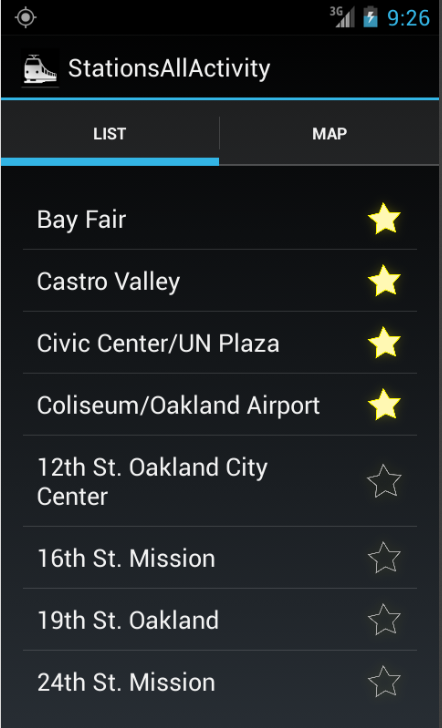 3G 9:26
StationsAllActivity
LIST MAP
Bay Fair
Castro Valley
Civic Center/UN Plaza
Coliseum/Oakland Airport
12th St. Oakland City
Center
16th St. Mission
19th St. Oakland
24th St. Mission